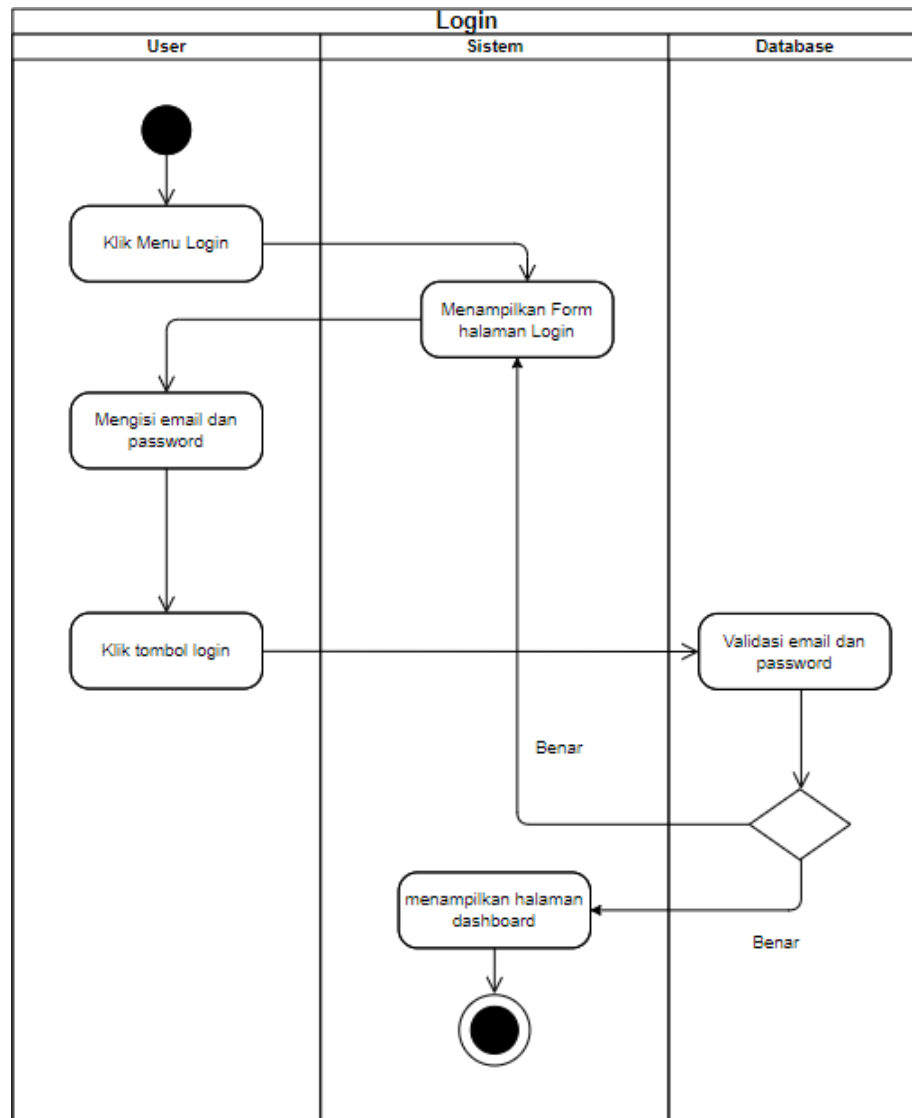 Login
User
Sistem
Database
Klik Menu Login
Menampilkan Form
halaman Login
Mengisi email dan
password
Klik tombol login
Validasi email dan
password
Benar
menampilkan halaman
dashboard
Benar